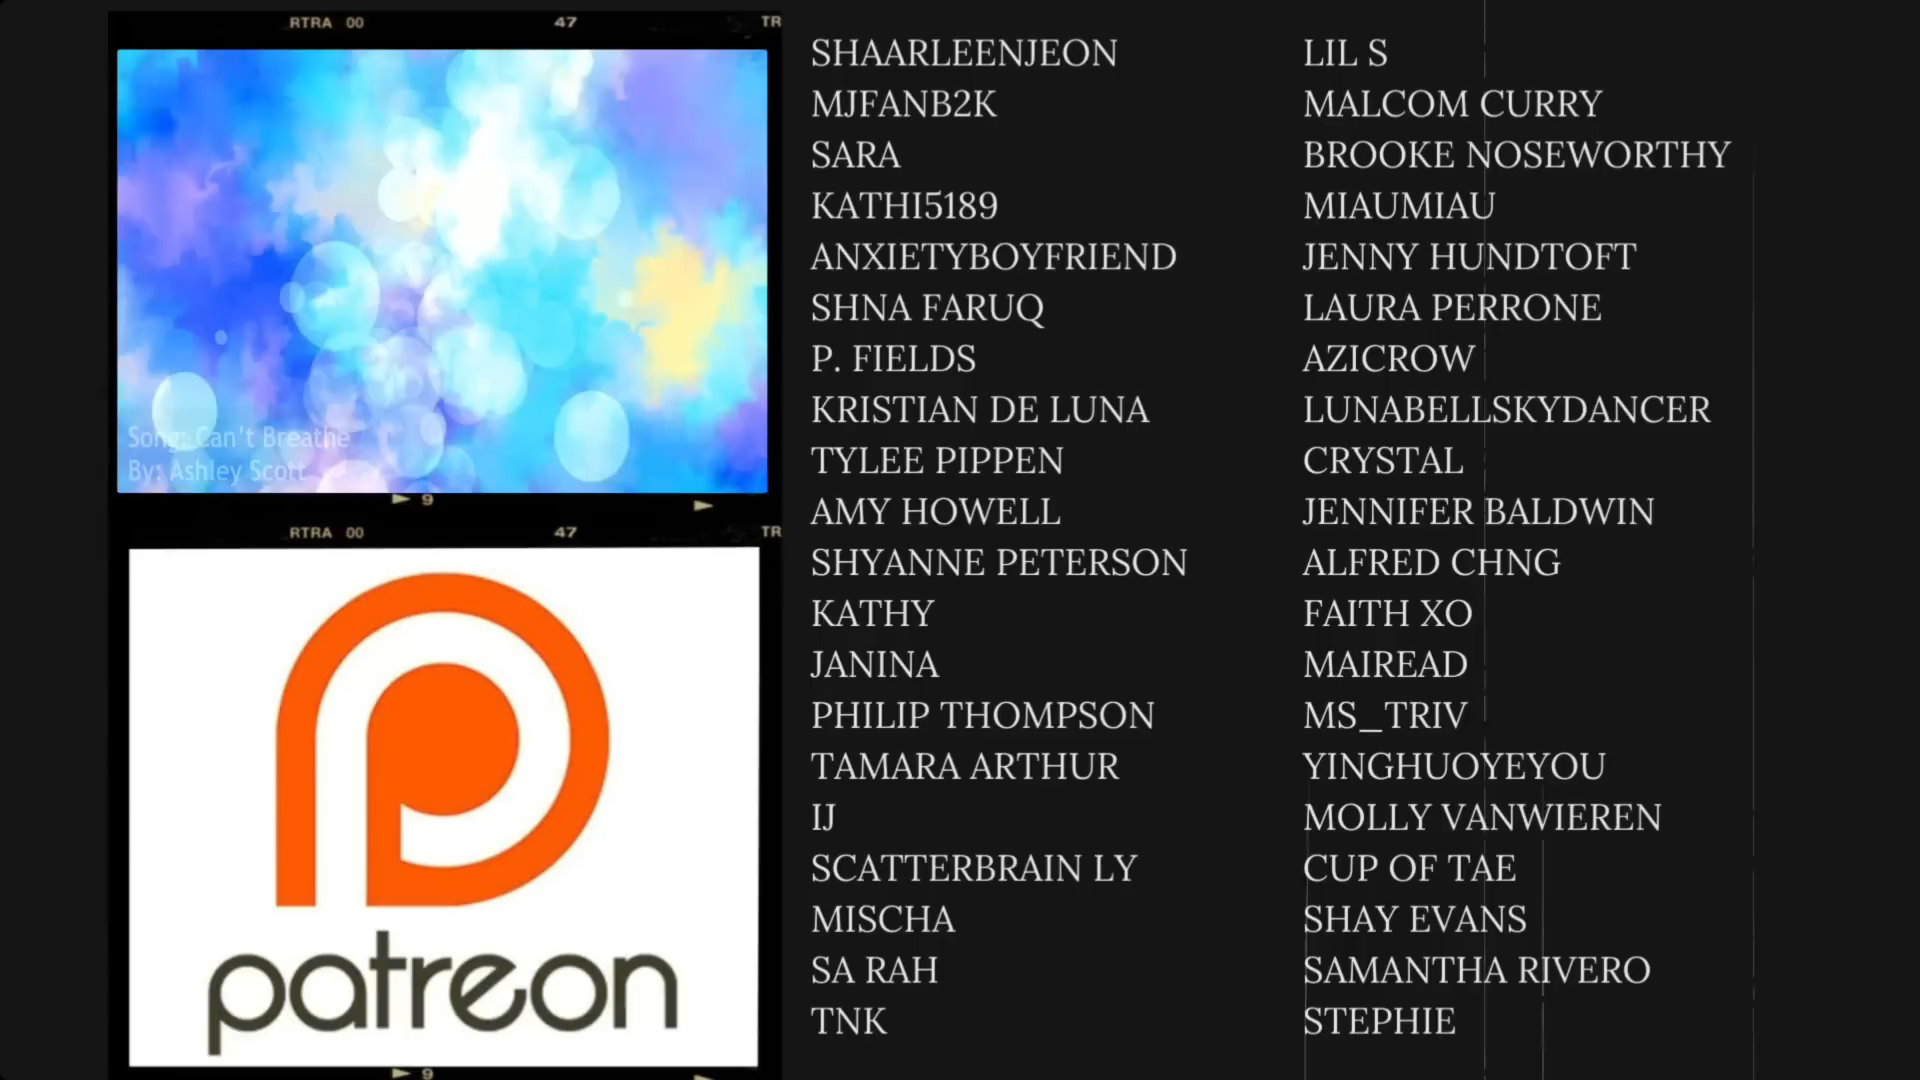 RTRA 00 47 TR
Song: Can't Breathe
By: Ashley Scott
9
RTRA 00 47 TR
patreon
9
SHAARLEENJEON
MJFANB2K
SARA
KATHI5189
ANXIETYBOYFRIEND
SHNA FARUQ
P. FIELDS
KRISTIAN DE LUNA
TYLEE PIPPEN
AMY HOWELL
SHYANNE PETERSON
KATHY
JANINA
PHILIP THOMPSON
TAMARA ARTHUR
IJ
SCATTERBRAIN LY
MISCHA
SA RAH
TNK
LIL S
MALCOM CURRY
BROOKE NOSEWORTHY
MIAUMIAU
JENNY HUNDTOFT
LAURA PERRONE
AZICROW
LUNABELLSKYDANCER
CRYSTAL
JENNIFER BALDWIN
ALFRED CHNG
FAITH XO
MAIREAD
MS_TRIV
YINGHUOYEYOU
MOLLY VANWIEREN
CUP OF TAE
SHAY EVANS
SAMANTHA RIVERO
STEPHIE